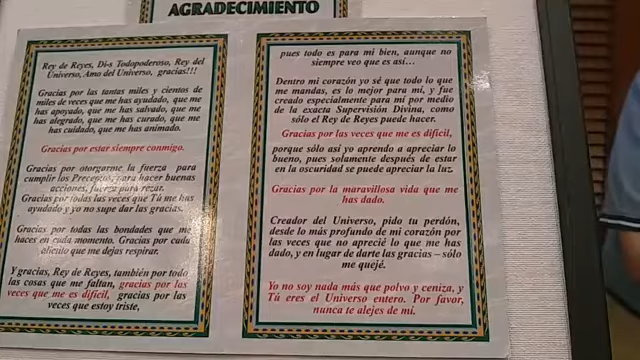 AGRADECIMIENTO
Rey de Reyes, Di-s Todopoderoso, Rey del
Universo, Amo del Universo, gracias!!!
Gracias por las tantas miles y cientos de
miles de veces que me has ayudado, que me
has apoyado, que me has salvado, que me
has alegrado, que me has curado, que me
has cuidado, que me has animado.
Gracias por estar siempre conmigo.
Gracias por otorgarme la fuerza para
cumplir los Preceptos, para hacer buenas
acciones, fuerza para rezar.
Gracias por todas las veces que Tú me has
ayudado y yo no supe dar las gracias.
Gracias por todas las bondades que me
haces en cada momento. Gracias por cada
que me dejas respirar.
Y gracias, Rey de Reyes, también por todo
las cosas que me faltan, gracias por las
veces que me es difícil, gracias por las
veces que estoy triste,
pues todo es para mi bien, aunque no
siempre veo que es así...
Dentro mi corazón yo sé que todo lo que
me mandas, es lo mejor para mí, y fue
creado especialmente para mí por medio
de la exacta Supervisión Divina, como
sólo el Rey de Reyes puede hacer.
Gracias por las veces que me es difícil,
porque sólo así yo aprendo a apreciar lo
bueno, pues solamente después de estar
en la oscuridad se puede apreciar la luz.
Gracias por la maravillosa vida que me
has dado.
Creador del Universo, pido tu perdón,
desde lo más profundo de mi corazón por
las veces que no aprecié lo que me has
dado, y en lugar de darte las gracias – sólo
me quejé.
Yo no soy nada más que polvo y ceniza, y
Tú eres el Universo entero. Por favor,
nunca te alejes de mí.